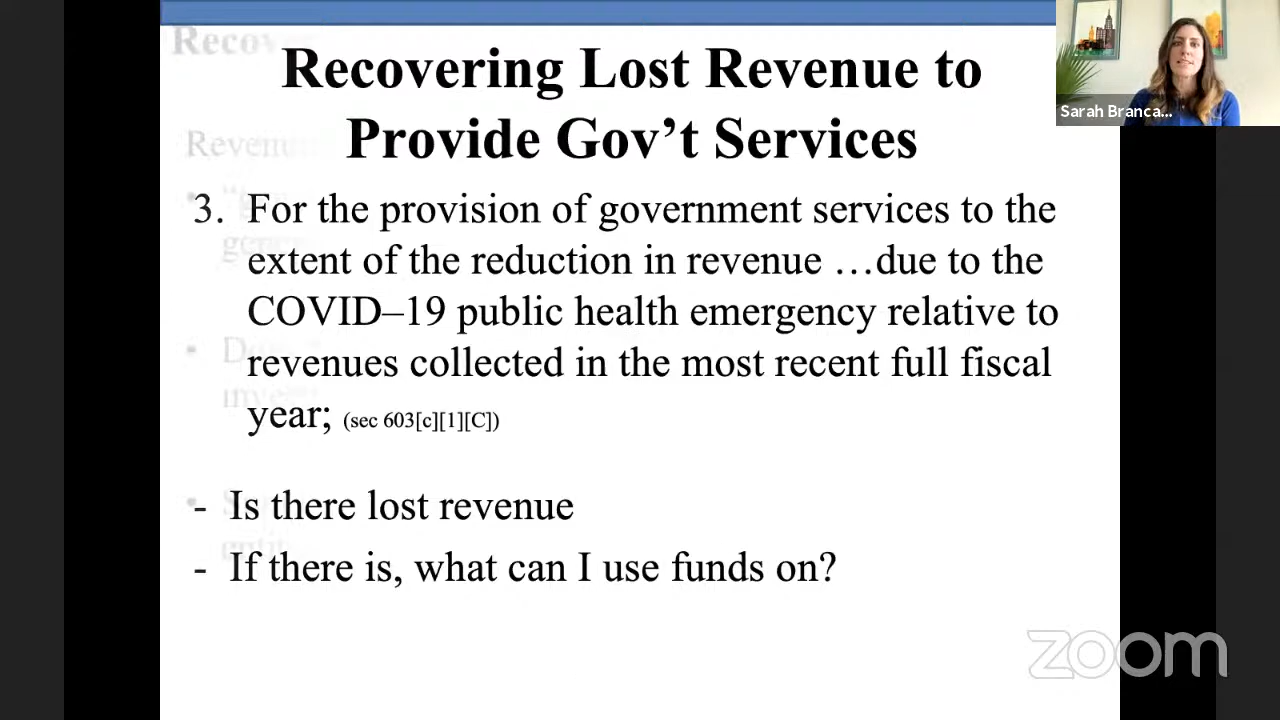 Recovering Lost Revenue to
Provide Gov't Services
3. For the provision of government services to the
extent of the reduction in revenue …due to the
COVID–19 public health emergency relative to
revenues collected in the most recent full fiscal
year; (sec 603[c][1][C])
- Is there lost revenue
- If there is, what can I use funds on?
Sarah Branca...
zoom